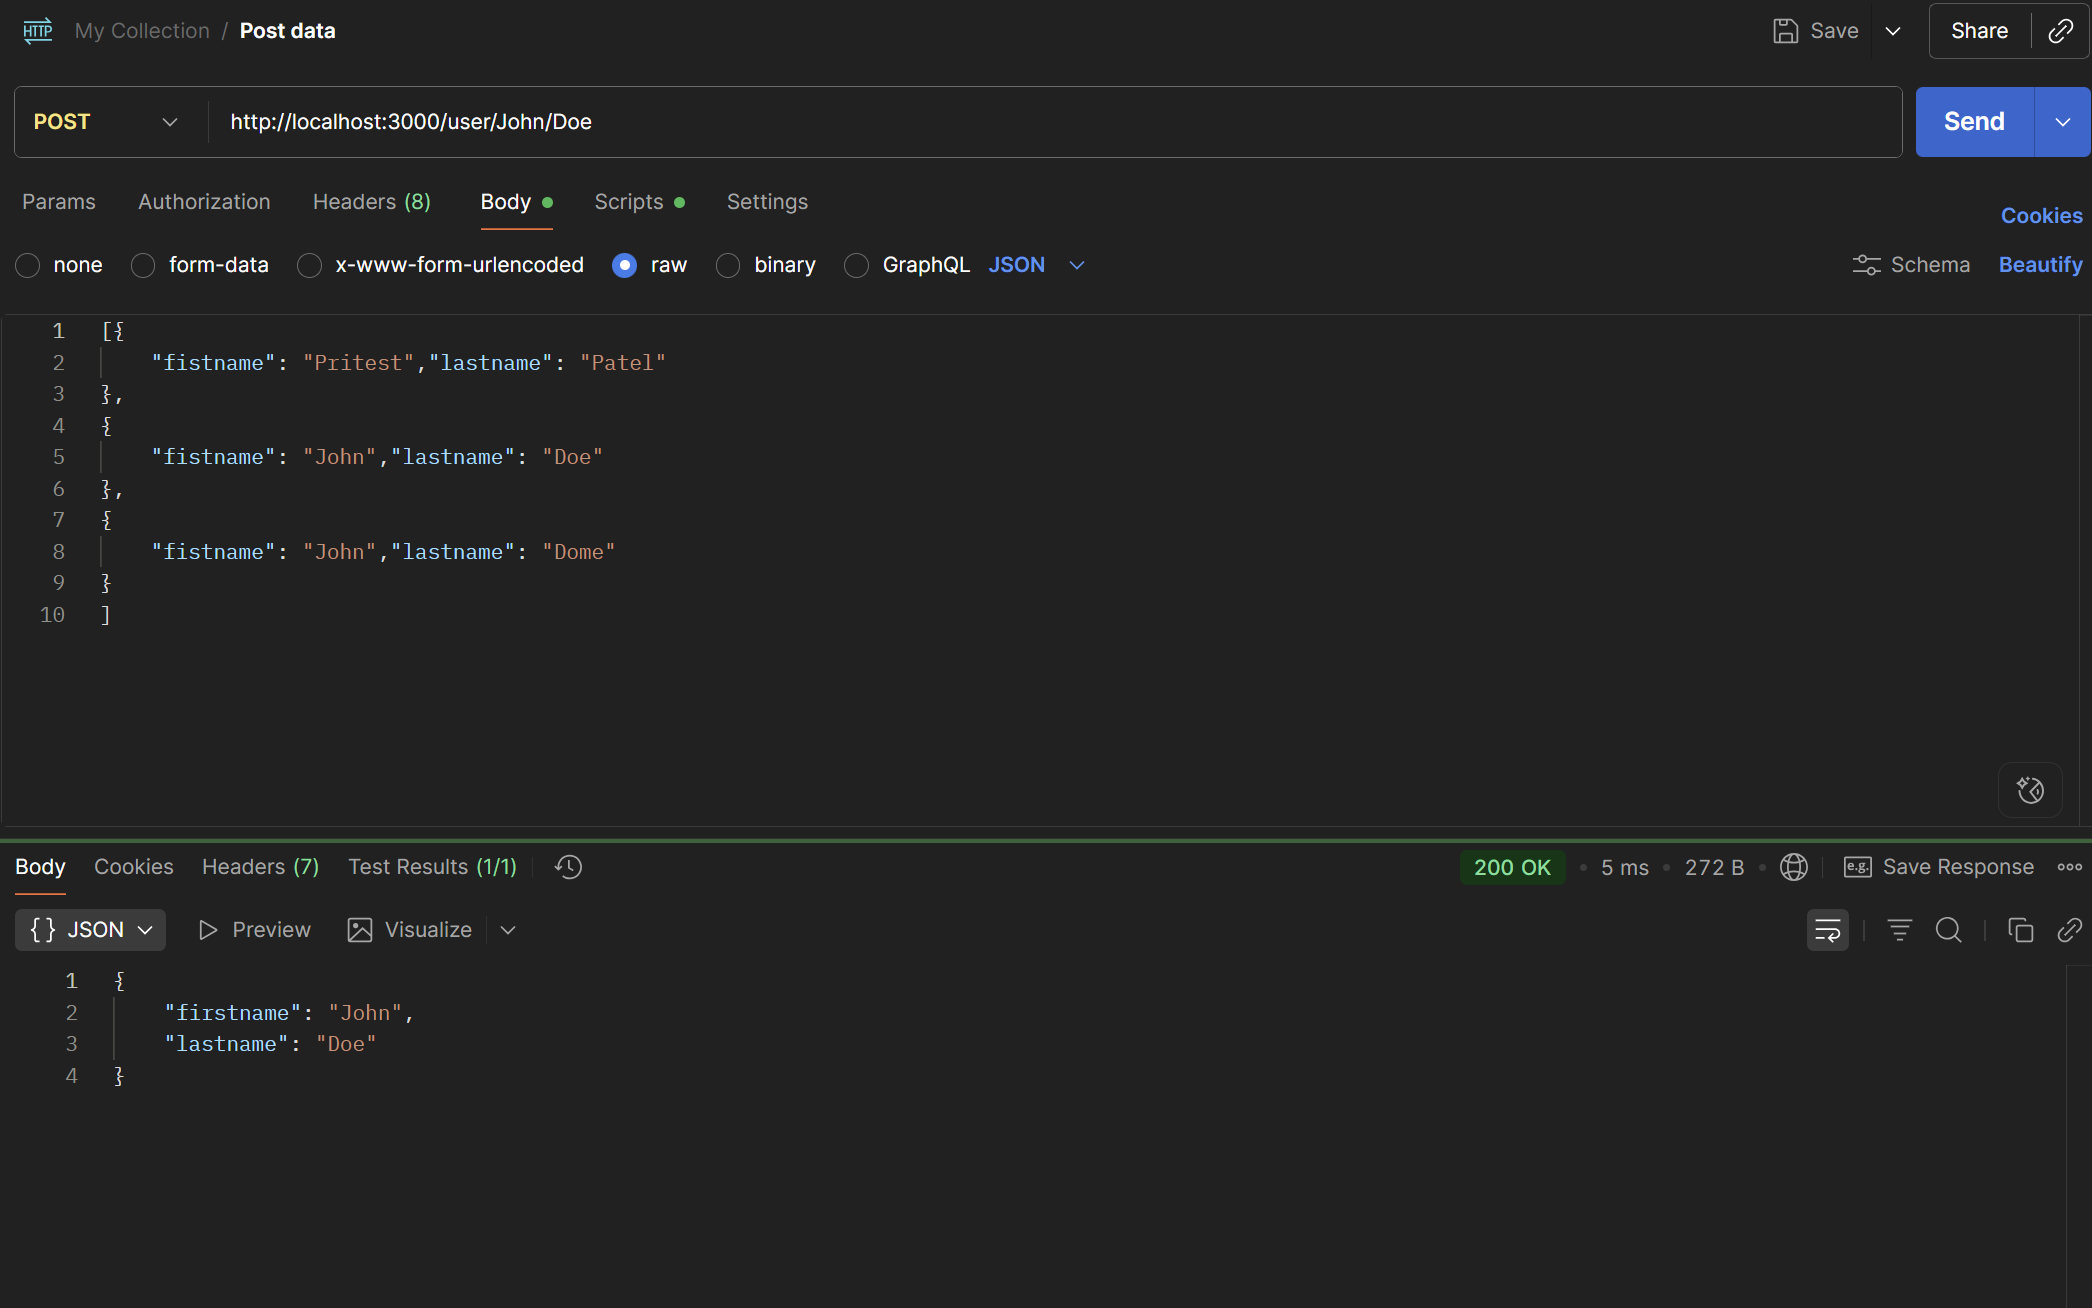 HTTP My Collection / Post data Save Share
POST http://localhost:3000/user/John/Doe Send
Params Authorization Headers (8) Body Scripts Settings Cookies
none form-data x-www-form-urlencoded raw binary GraphQL JSON Schema Beautify
1 [{
2 "fistname": "Pritest","lastname": "Patel"
3 },
4 {
5 "fistname": "John","lastname": "Doe"
6 },
7 {
8 "fistname": "John","lastname": "Dome"
9 }
10 ]
Body Cookies Headers (7) Test Results (1/1) 200 OK • 5 ms • 272 B • e.g. Save Response
{} JSON Preview Visualize
1 {
2 "firstname": "John",
3 "lastname": "Doe"
4 }